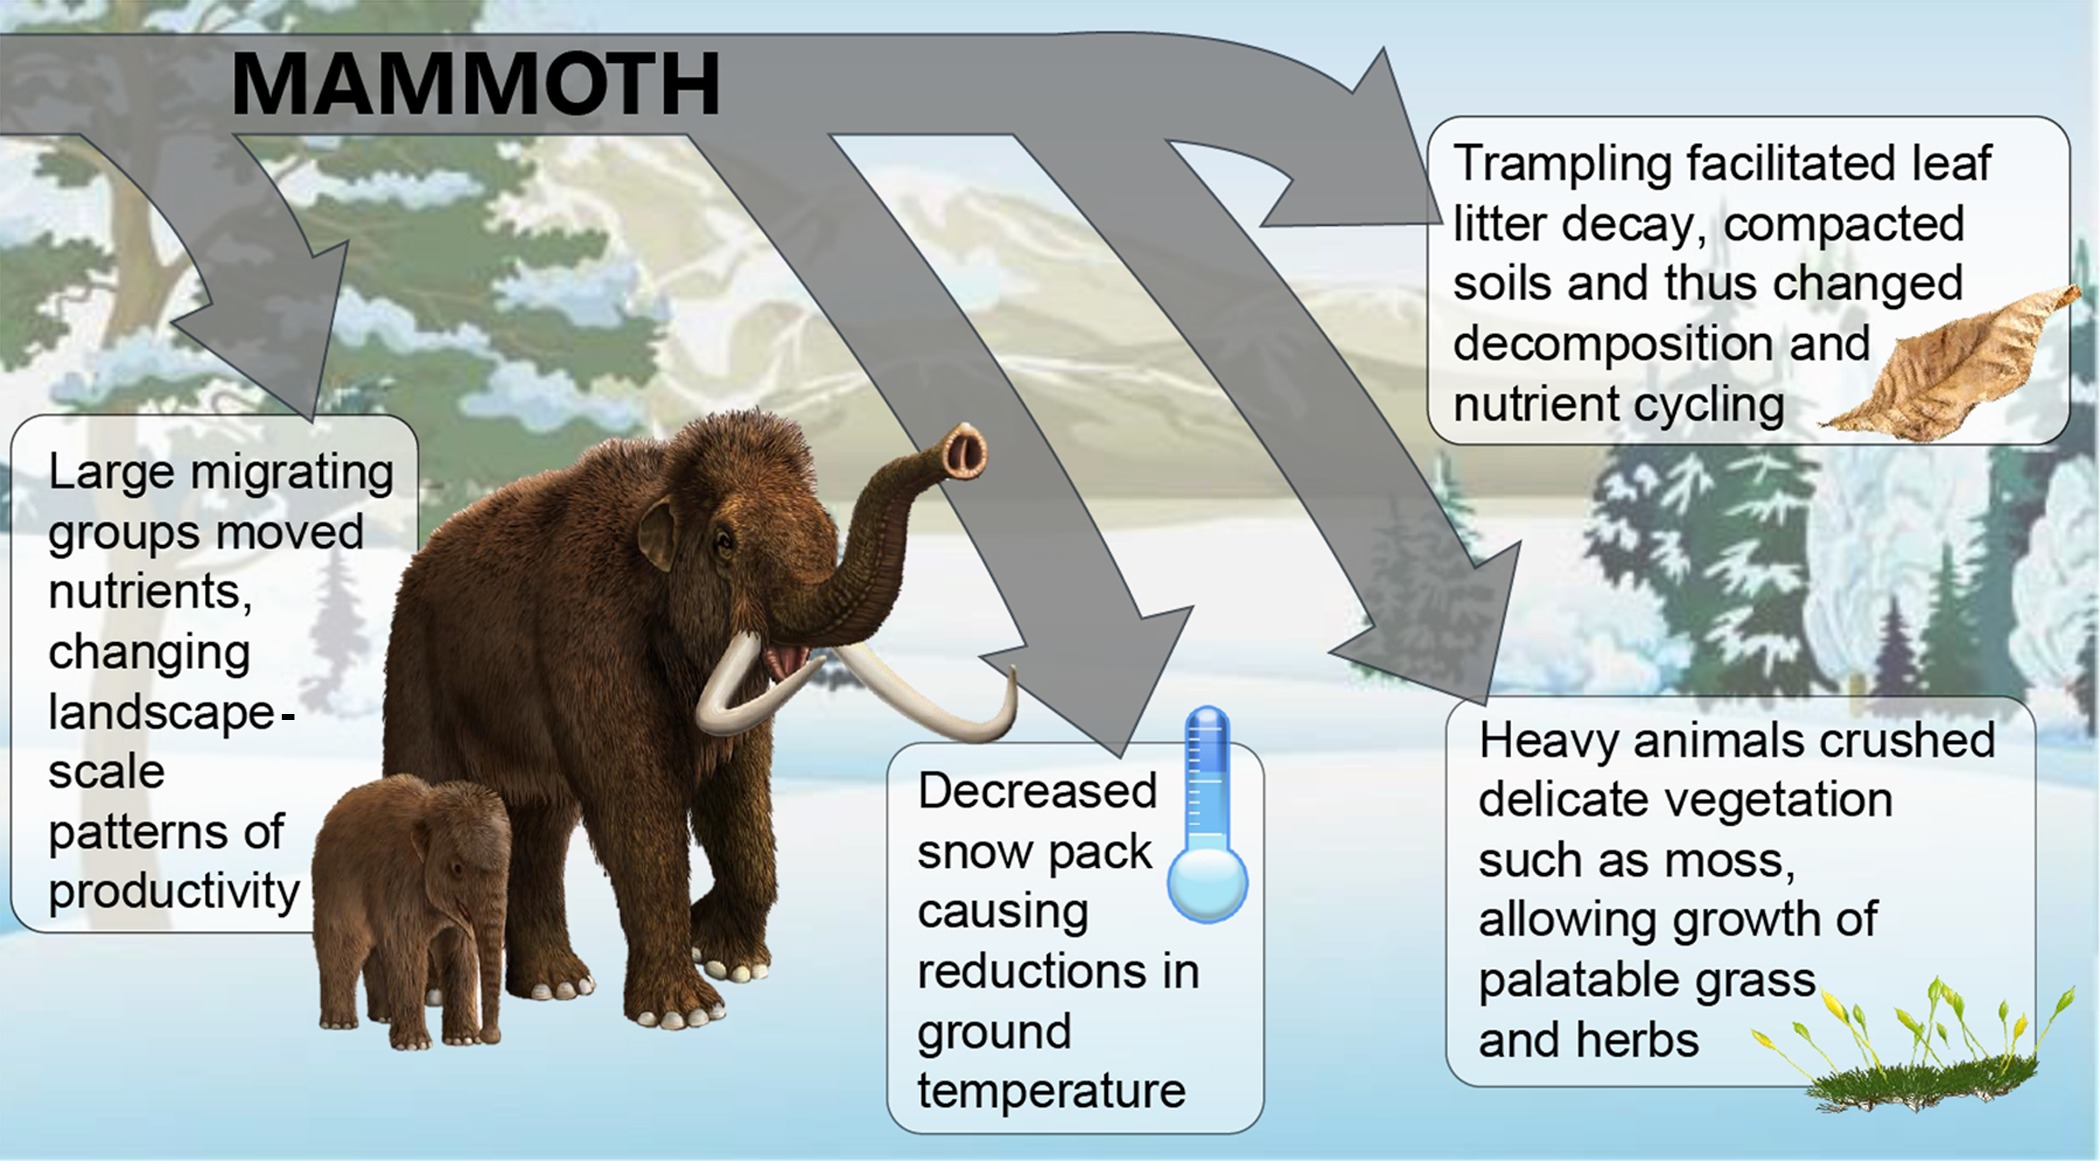 MAMMOTH
Large migrating
groups moved
nutrients,
changing
landscape-
scale
patterns of
productivity
Decreased
snow pack
causing
reductions in
ground
temperature
Trampling facilitated leaf
litter decay, compacted
soils and thus changed
decomposition and
nutrient cycling
Heavy animals crushed
delicate vegetation
such as moss,
allowing growth of
palatable grass
and herbs